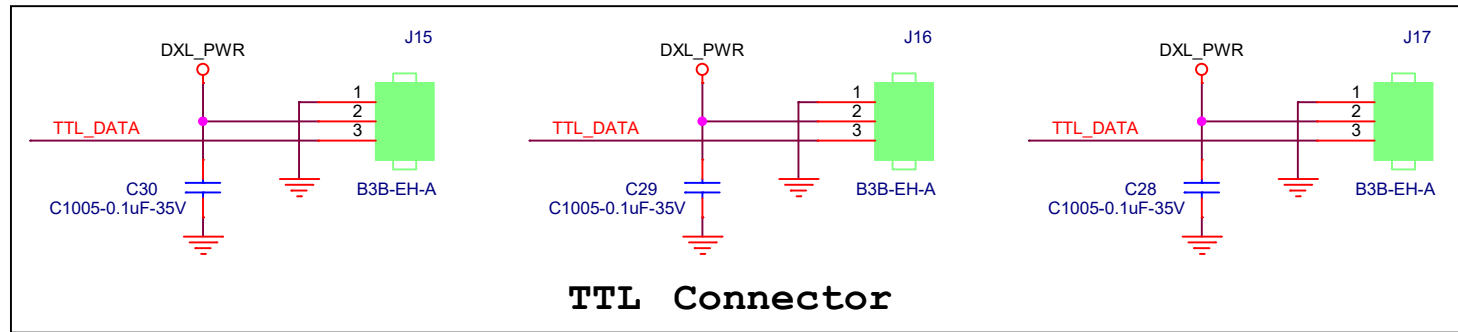 J15
DXL_PWR
1
2
TTL_DATA
3
C30
C1005-0.1uF-35V
B3B-EH-A
J16
DXL_PWR
1
2
TTL_DATA
3
C29
C1005-0.1uF-35V
B3B-EH-A
J17
DXL_PWR
1
2
TTL_DATA
3
C28
C1005-0.1uF-35V
B3B-EH-A
TTL Connector